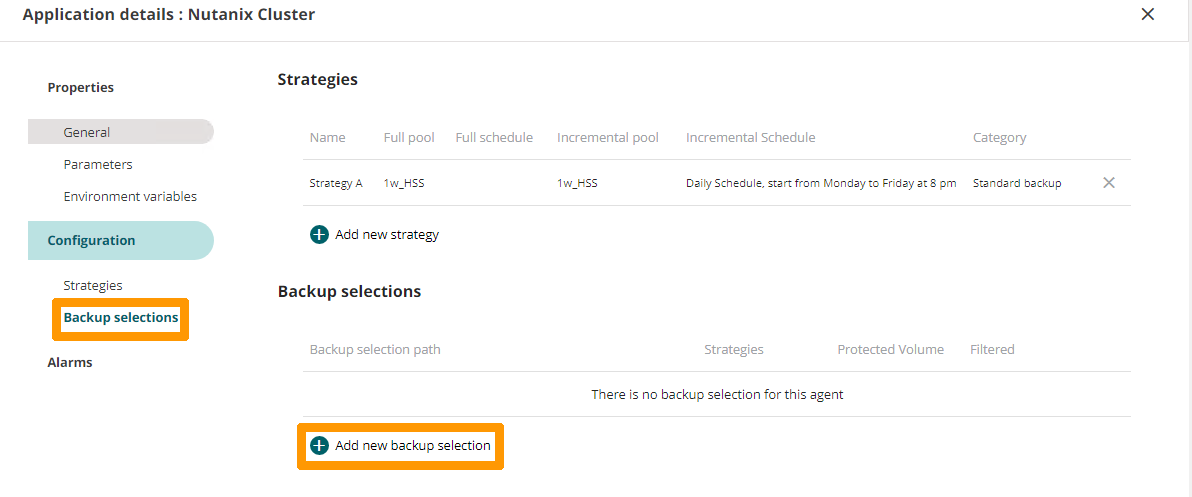 Application details : Nutanix Cluster
Properties
General
Parameters
Environment variables
Configuration
Strategies
Backup selections
Alarms
Strategies
Name Full pool Full schedule Incremental pool Incremental Schedule Category
Strategy A 1w_HSS 1w_HSS Daily Schedule, start from Monday to Friday at 8 pm Standard backup
Add new strategy
Backup selections
Backup selection path Strategies Protected Volume Filtered
There is no backup selection for this agent
Add new backup selection